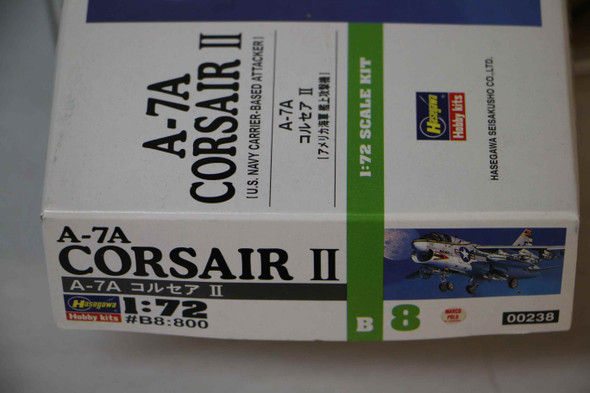 A-7A
CORSAIR II
[U.S. NAVY CARRIER-BASED ATTACKER]
A-7A
コルセア II
[アメリカ海軍 艦上攻撃機]
1:72 SCALE KIT
Hasegawa
Hobby kits
HASEGAWA SEISAKUSHO CO., LTD.
A-7A
CORSAIR II
A-7A コルセア II
Hasegawa
Hobby kits
1:72
#B8:800
B
8
MARCO
POLO
00238